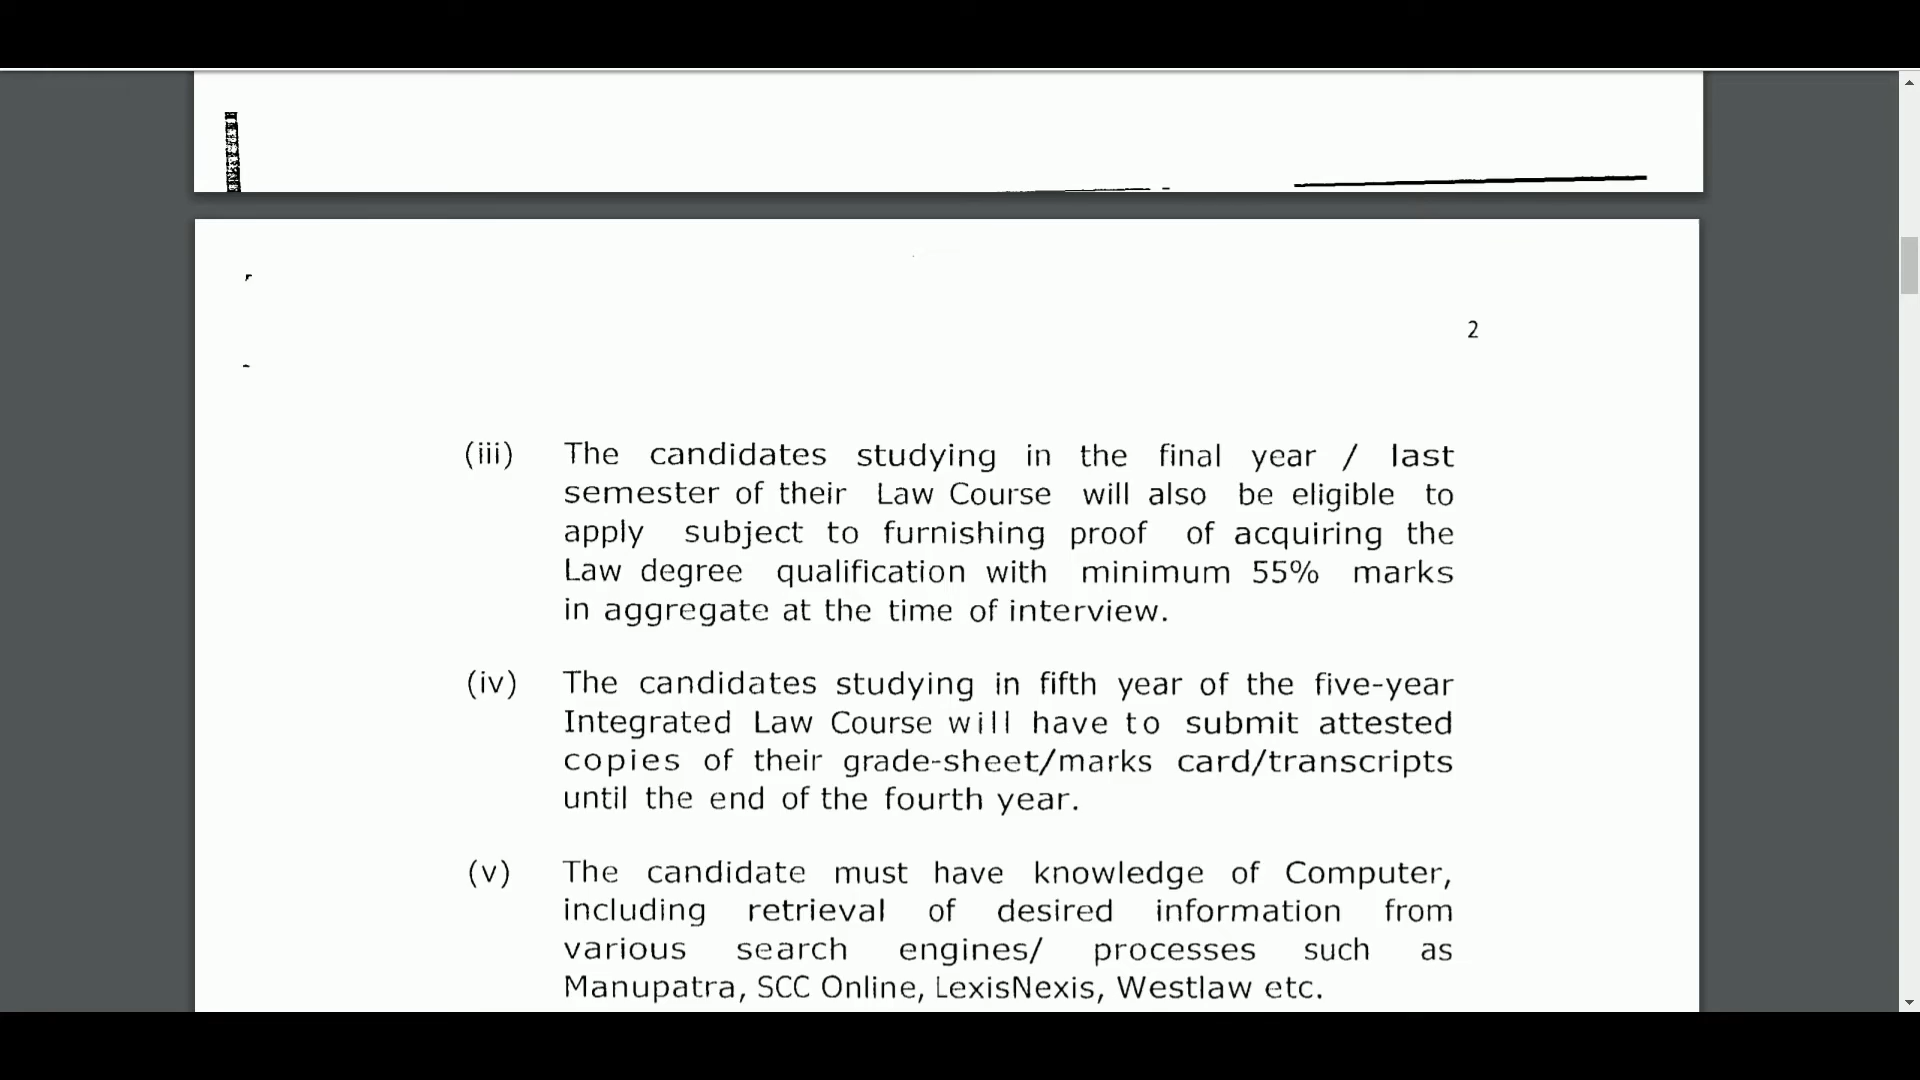 2
(iii) The candidates studying in the final year / last
semester of their Law Course will also be eligible to
apply subject to furnishing proof of acquiring the
Law degree qualification with minimum 55% marks
in aggregate at the time of interview.
(iv) The candidates studying in fifth year of the five-year
Integrated Law Course will have to submit attested
copies of their grade-sheet/marks card/transcripts
until the end of the fourth year.
(v) The candidate must have knowledge of Computer,
including retrieval of desired information from
various search engines/ processes such as
Manupatra, SCC Online, LexisNexis, Westlaw etc.